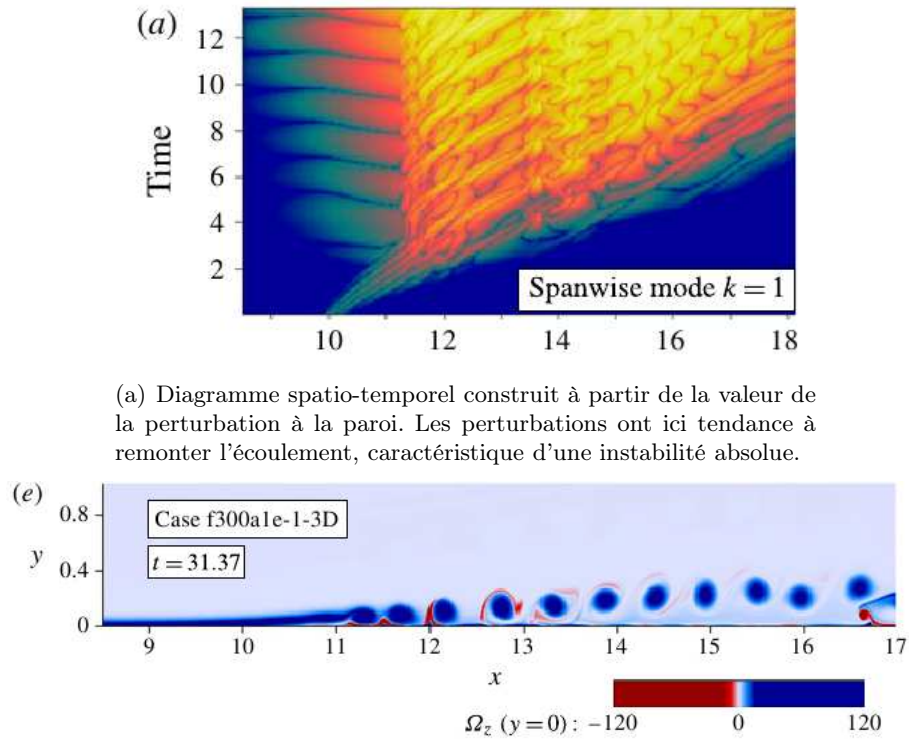 (a)
12
10
8
6
4
2
Time
Spanwise mode k = 1
10 12 14 16 18
(a) Diagramme spatio-temporel construit à partir de la valeur de
la perturbation à la paroi. Les perturbations ont ici tendance à
remonter l'écoulement, caractéristique d'une instabilité absolue.
(e)
0.8
0.4
0
y
Case f300a1e-1-3D
t = 31.37
9 10 11 12 13 14 15 16 17
x
Ωz (y = 0) : −120 0 120